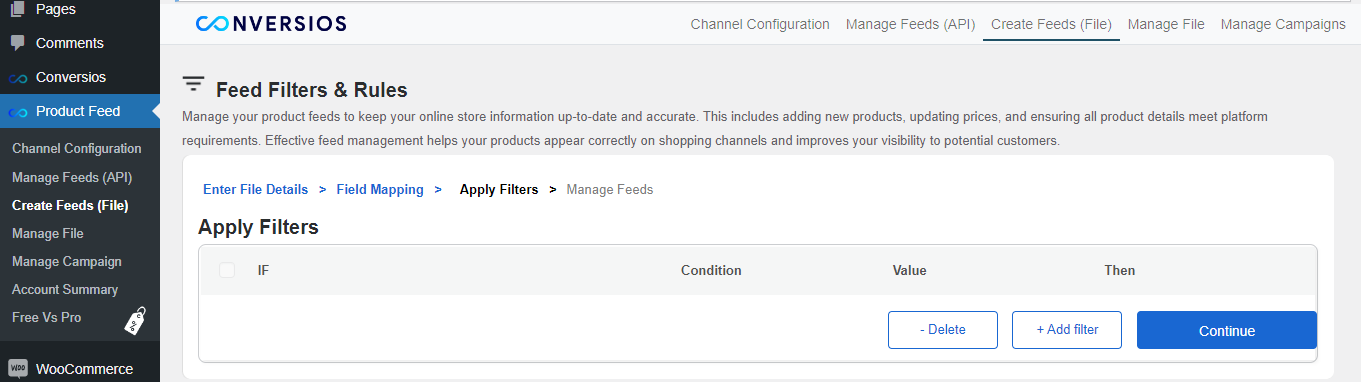 Pages
Comments
Conversios
Product Feed
Channel Configuration
Manage Feeds (API)
Create Feeds (File)
Manage File
Manage Campaign
Account Summary
Free Vs Pro
WOO WooCommerce
CONVERSIOS
Channel Configuration Manage Feeds (API) Create Feeds (File) Manage File Manage Campaigns
Feed Filters & Rules
Manage your product feeds to keep your online store information up-to-date and accurate. This includes adding new products, updating prices, and ensuring all product details meet platform
requirements. Effective feed management helps your products appear correctly on shopping channels and improves your visibility to potential customers.
Enter File Details > Field Mapping > Apply Filters > Manage Feeds
Apply Filters
IF Condition Value Then
- Delete + Add filter Continue